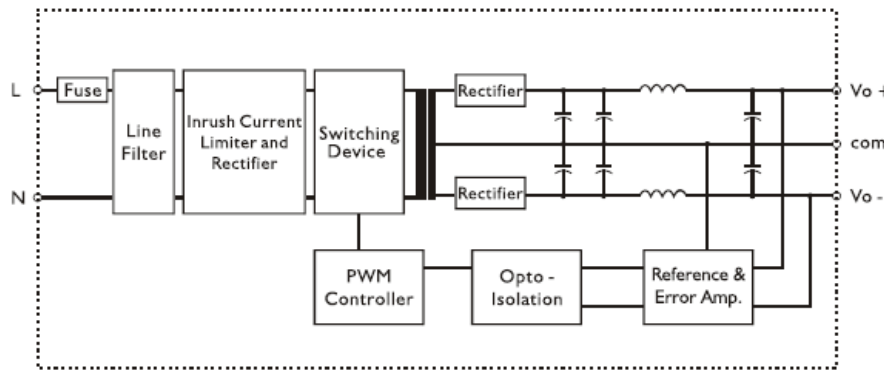 L
Fuse
Line
Filter
Inrush Current
Limiter and
Rectifier
Switching
Device
Rectifier
Vo +
com
N
Rectifier
Vo -
PWM
Controller
Opto -
Isolation
Reference &
Error Amp.